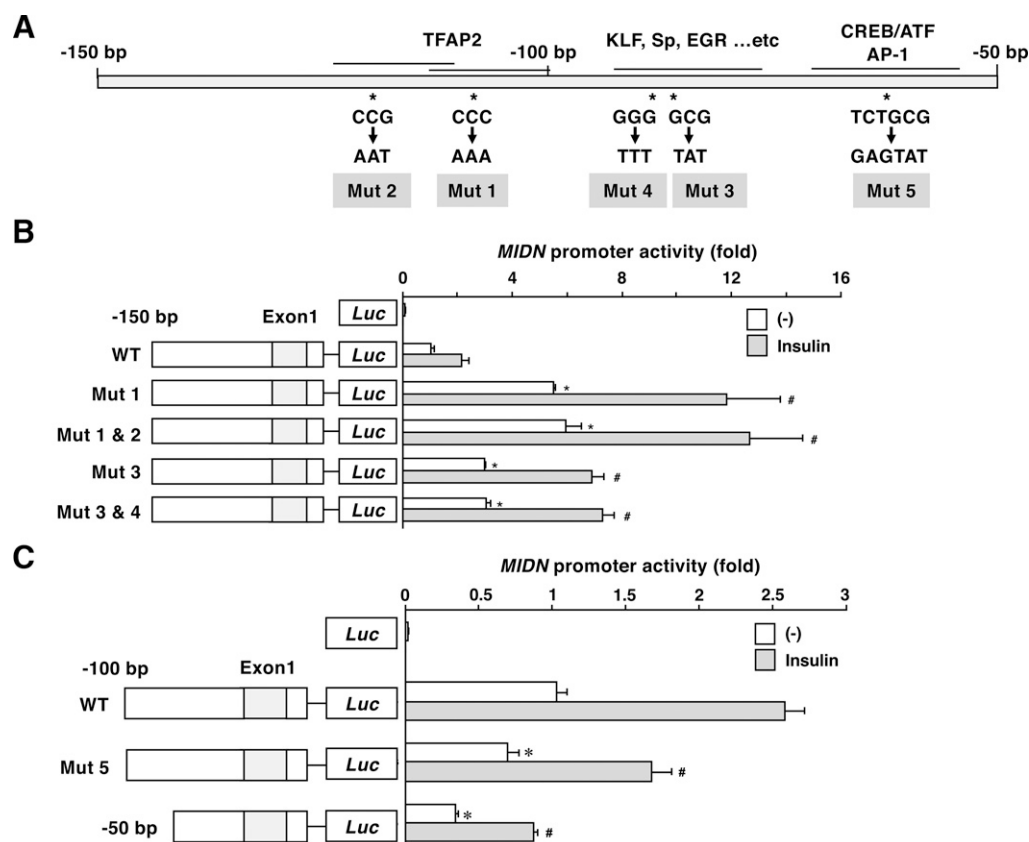 A
-150 bp
TFAP2
-100 bp
KLF, Sp, EGR ...etc
CREB/ATF
AP-1
-50 bp
* * * * *
CCG CCC GGG GCG TCTGCG
AAT AAA TTT TAT GAGTAT
Mut 2 Mut 1 Mut 4 Mut 3 Mut 5
B
MIDN promoter activity (fold)
0 4 8 12 16
-150 bp Exon1 Luc
(-)
Insulin
WT Luc
Mut 1 Luc * #
Mut 1 & 2 Luc * #
Mut 3 Luc * #
Mut 3 & 4 Luc * #
C
MIDN promoter activity (fold)
0 0.5 1 1.5 2 2.5 3
Luc
(-)
Insulin
-100 bp Exon1
WT Luc
Mut 5 Luc * #
-50 bp Luc * #